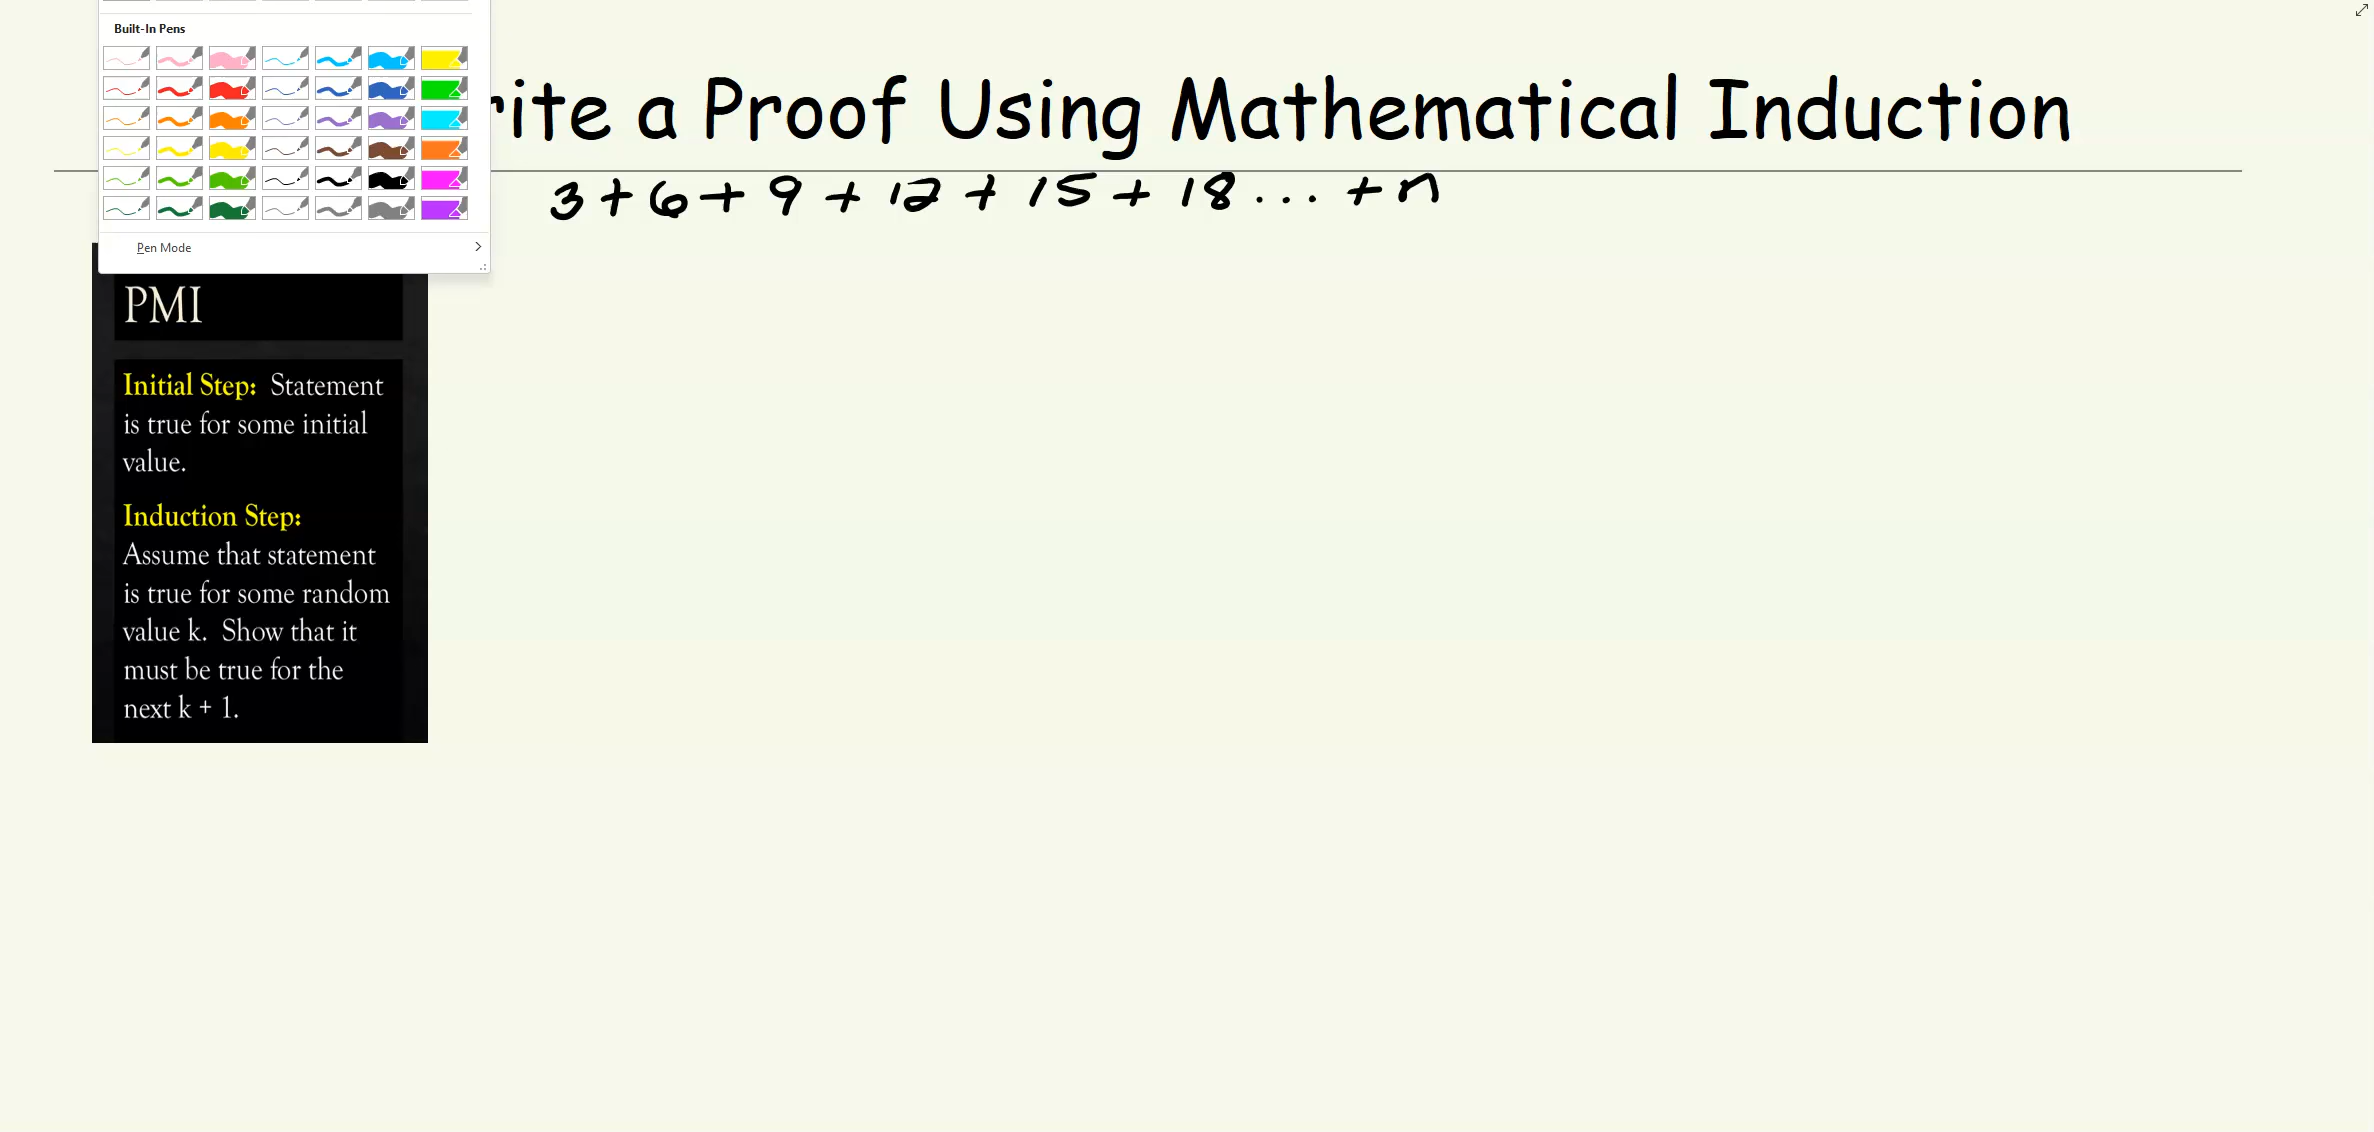 Built-In Pens
rite a Proof Using Mathematical Induction
3 + 6 + 9 + 12 + 15 + 18 ... + n
Pen Mode
PMI
Initial Step: Statement
is true for some initial
value.
Induction Step:
Assume that statement
is true for some random
value k. Show that it
must be true for the
next k + 1.